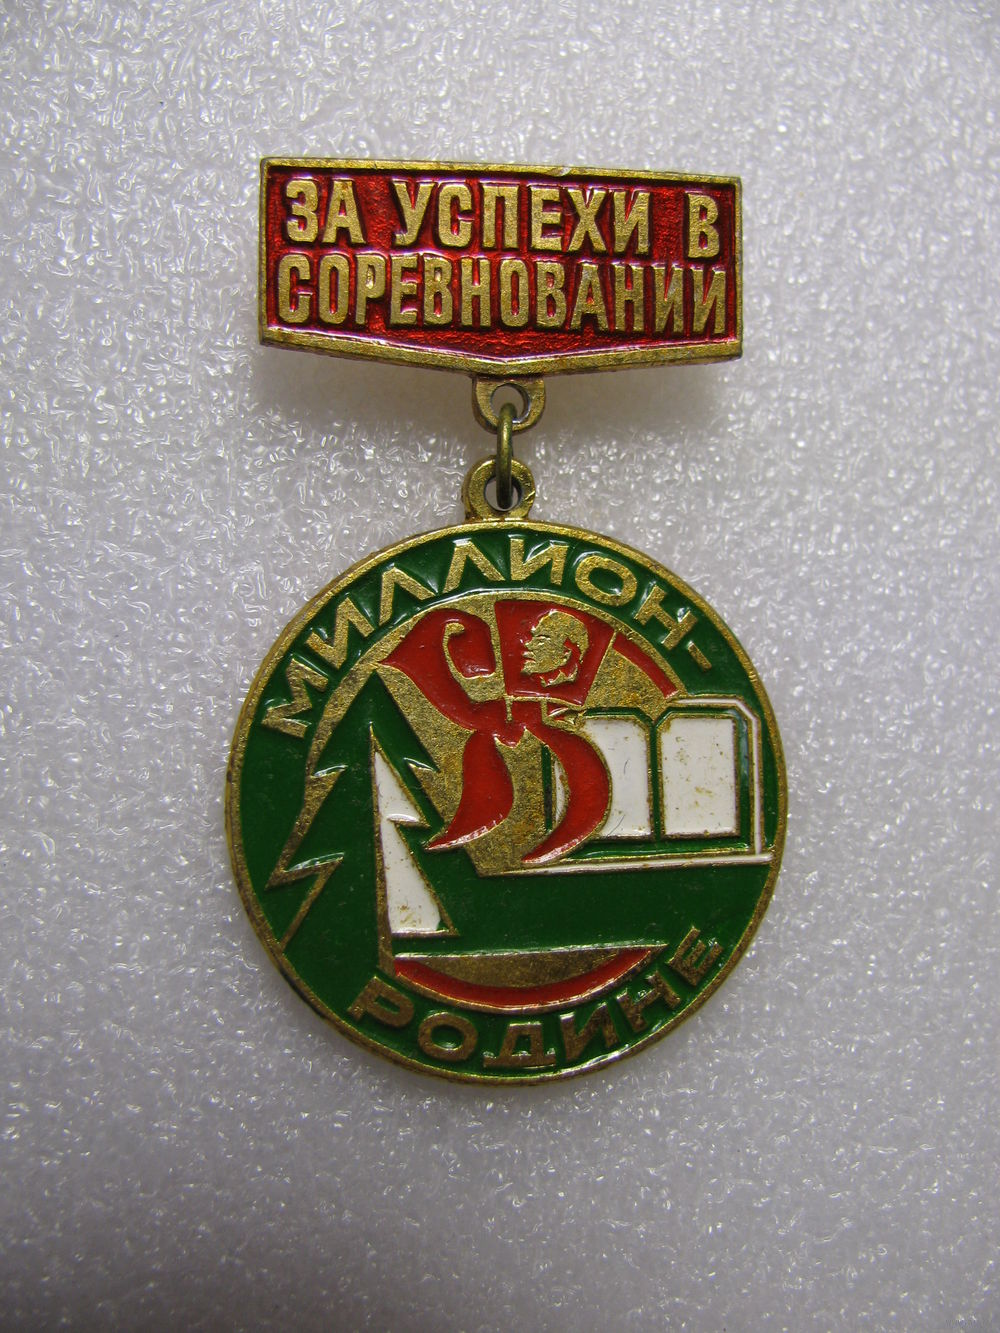 ЗА УСПЕХИ В
СОРЕВНОВАНИИ
МИЛЛИОН-
РОДИНЕ